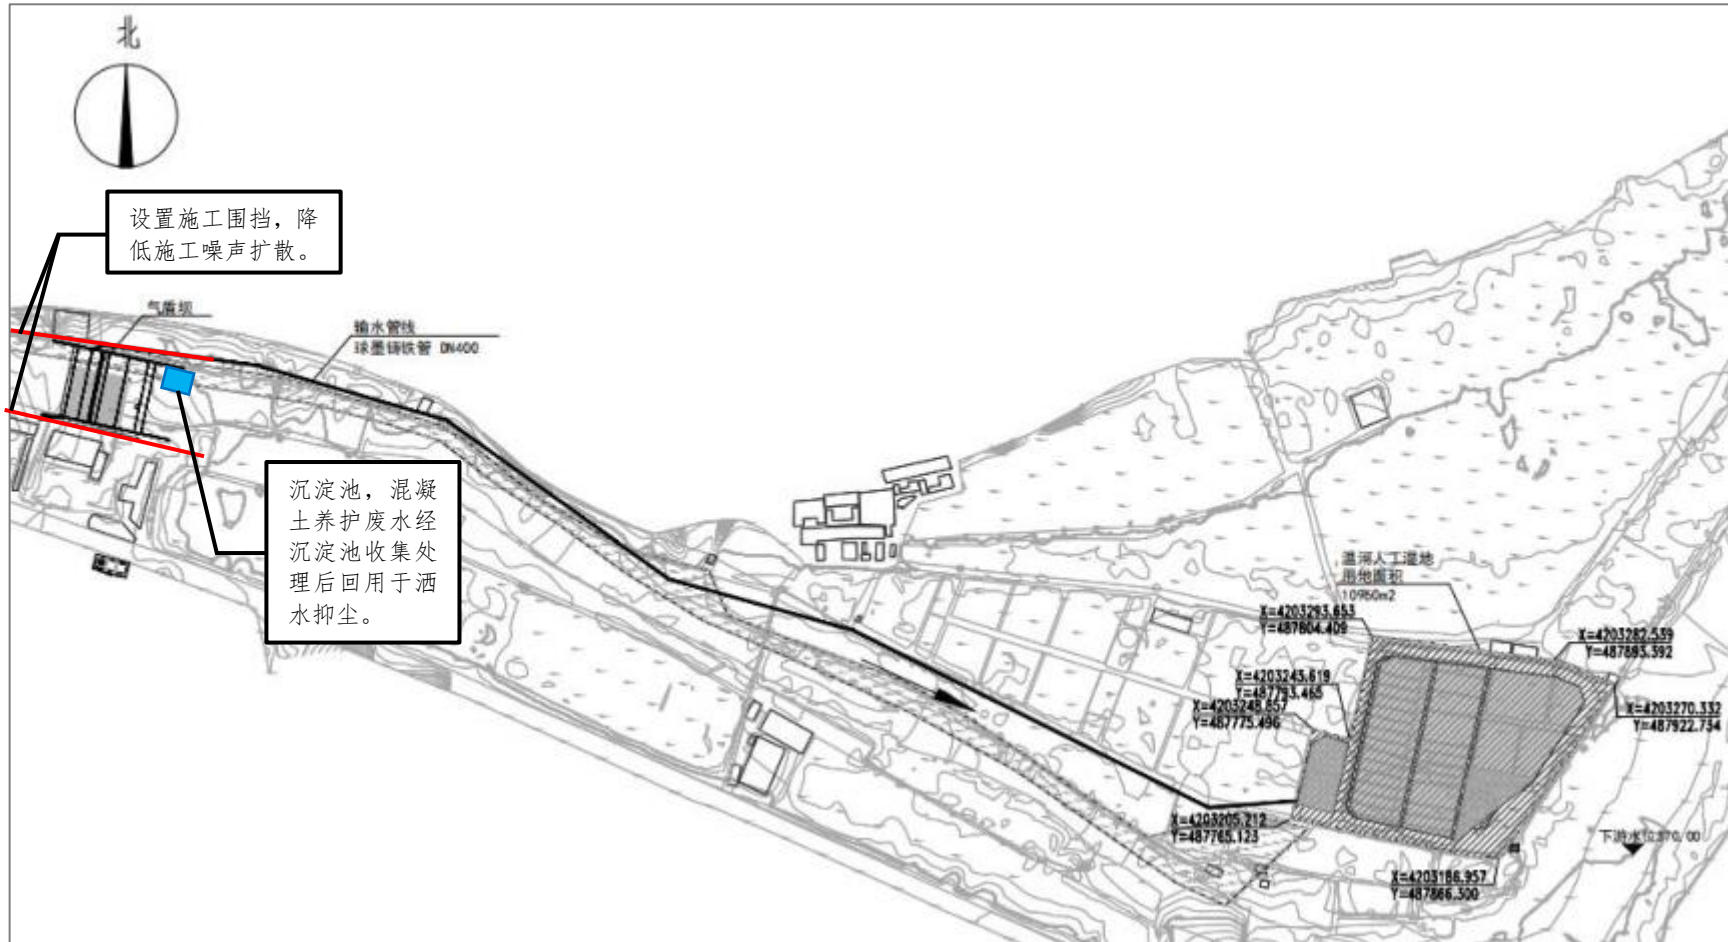 北
设置施工围挡，降
低施工噪声扩散。
气盾坝
输水管线
球墨铸铁管 DN400
沉淀池，混凝
土养护废水经
沉淀池收集处
理后回用于洒
水抑尘。
温河人工湿地
用地面积
10960m2
X=4203293.653
Y=487804.409
X=4203282.539
Y=487893.392
X=4203243.619
Y=487793.465
X=4203248.857
Y=487775.496
X=4203270.332
Y=487922.734
X=4203205.212
Y=487765.123
X=4203186.957
Y=487866.300